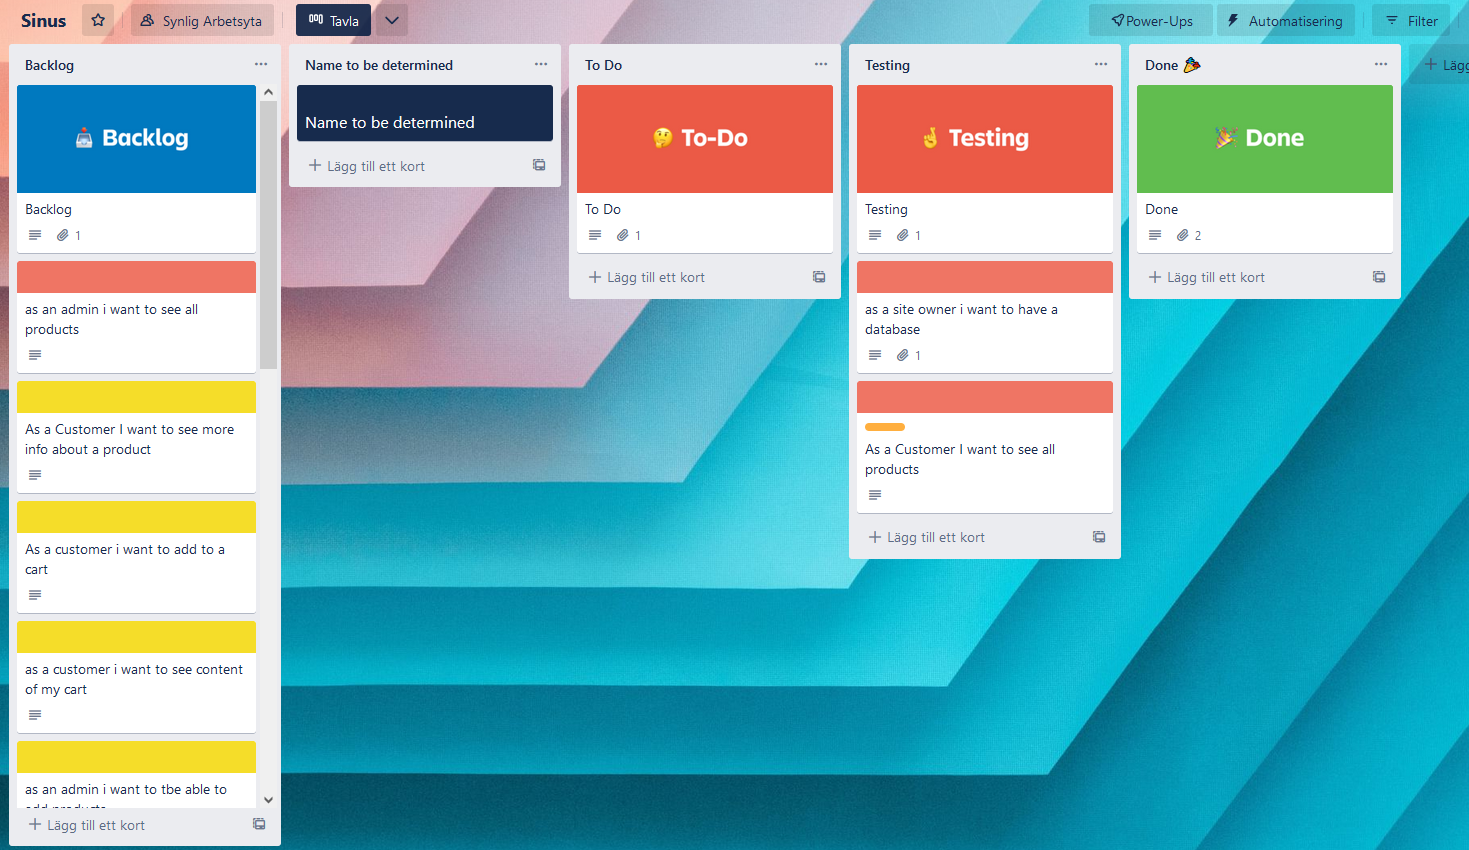 Sinus
Synlig Arbetsyta
Tavla
Power-Ups
Automatisering
Filter
Backlog
Backlog
Backlog
1
as an admin i want to see all
products
As a Customer I want to see more
info about a product
As a customer i want to add to a
cart
as a customer i want to see content
of my cart
as an admin i want to tbe able to
add products
Lägg till ett kort
Name to be determined
Name to be determined
Lägg till ett kort
To Do
To-Do
To Do
1
Lägg till ett kort
Testing
Testing
Testing
1
as a site owner i want to have a
database
1
As a Customer I want to see all
products
Lägg till ett kort
Done
Done
Done
2
Lägg till ett kort
Lägg